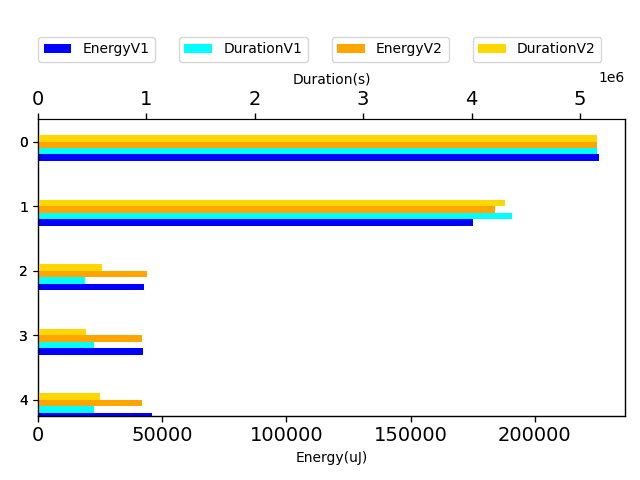 EnergyV1 DurationV1 EnergyV2 DurationV2
Duration(s)
1e6
0 1 2 3 4 5
0
1
2
3
4
0 50000 100000 150000 200000
Energy(uJ)